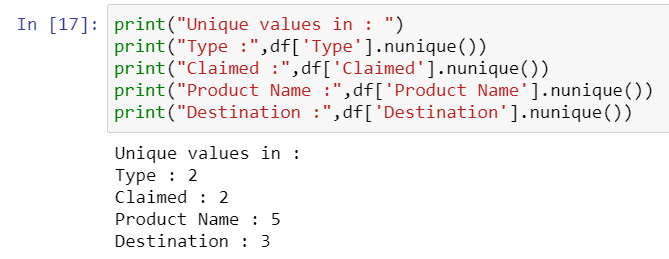 In [17]: print("Unique values in : ")
print("Type :",df['Type'].nunique())
print("Claimed :",df['Claimed'].nunique())
print("Product Name :",df['Product Name'].nunique())
print("Destination :",df['Destination'].nunique())
Unique values in :
Type : 2
Claimed : 2
Product Name : 5
Destination : 3